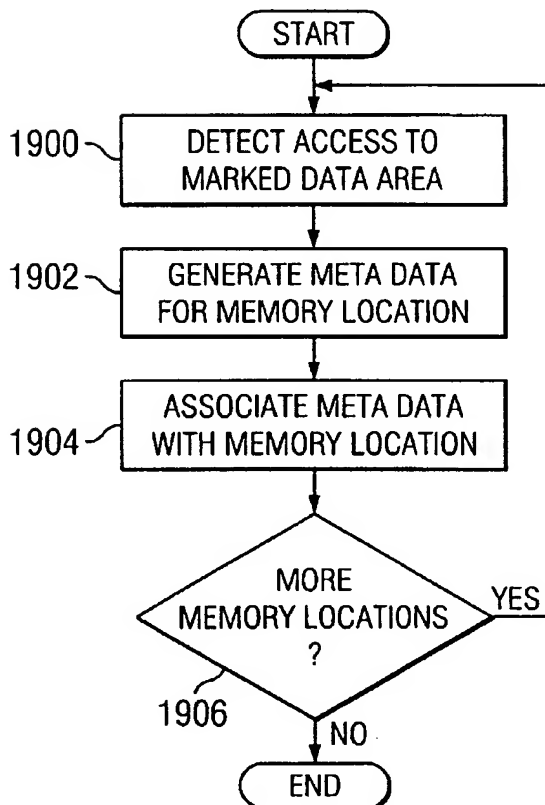 START
1900
DETECT ACCESS TO
MARKED DATA AREA
1902
GENERATE META DATA
FOR MEMORY LOCATION
1904
ASSOCIATE META DATA
WITH MEMORY LOCATION
MORE
MEMORY LOCATIONS
?
YES
1906
NO
END